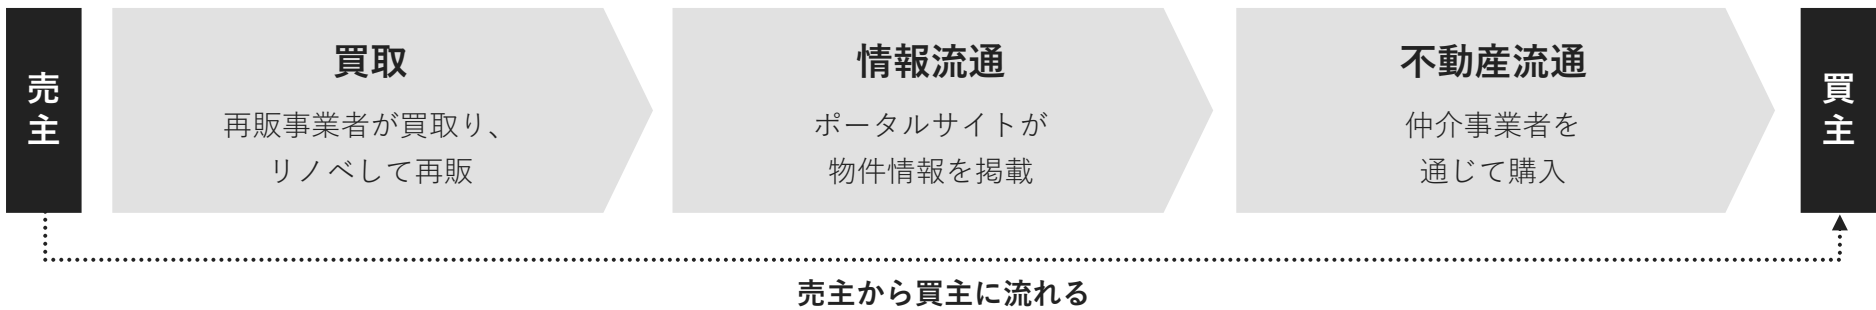 売主
買取
再販事業者が買取り、
リノベして再販
情報流通
ポータルサイトが
物件情報を掲載
不動産流通
仲介事業者を
通じて購入
買主
売主から買主に流れる